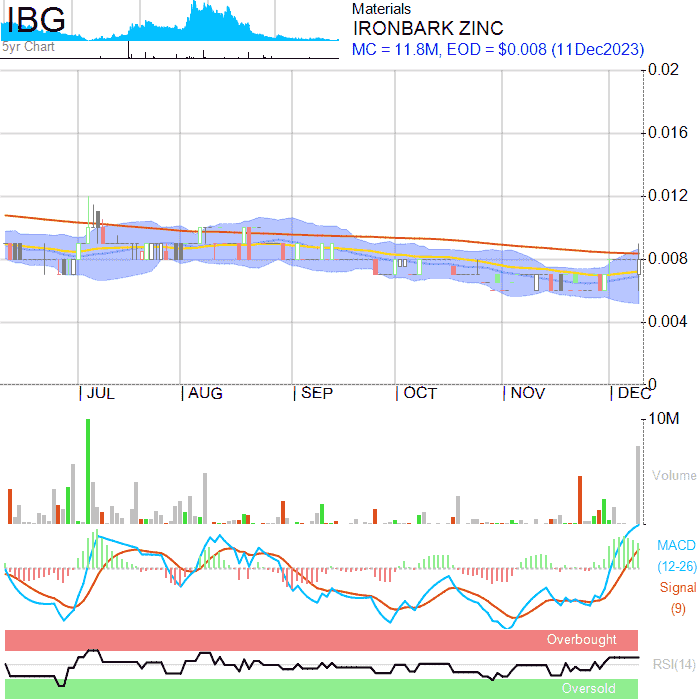 IBG
5yr Chart
Materials
IRONBARK ZINC
MC = 11.8M, EOD = $0.008 (11Dec2023)
0.02
0.016
0.012
0.008
0.004
0
JUL AUG SEP OCT NOV DEC
10M
Volume
MACD
(12-26)
Signal
(9)
Overbought
RSI(14)
Oversold